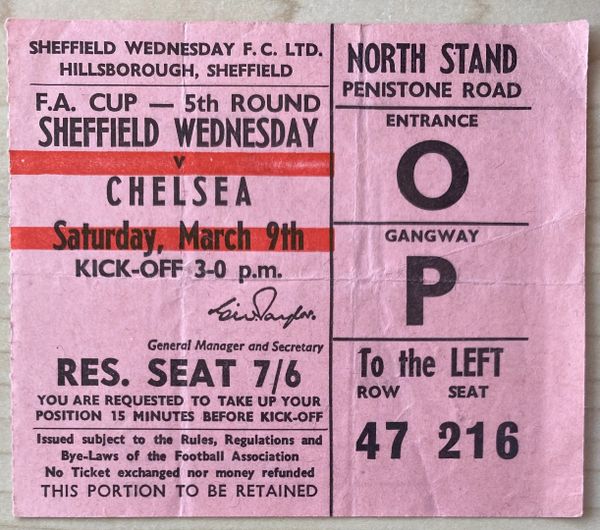 SHEFFIELD WEDNESDAY F.C. LTD.
HILLSBOROUGH, SHEFFIELD
F.A. CUP — 5th ROUND
SHEFFIELD WEDNESDAY
v
CHELSEA
Saturday, March 9th
KICK-OFF 3-0 p.m.
General Manager and Secretary
RES. SEAT 7/6
YOU ARE REQUESTED TO TAKE UP YOUR
POSITION 15 MINUTES BEFORE KICK-OFF
Issued subject to the Rules, Regulations and
Bye-Laws of the Football Association
No Ticket exchanged nor money refunded
THIS PORTION TO BE RETAINED
NORTH STAND
PENISTONE ROAD
ENTRANCE
O
GANGWAY
P
To the LEFT
ROW SEAT
47 216